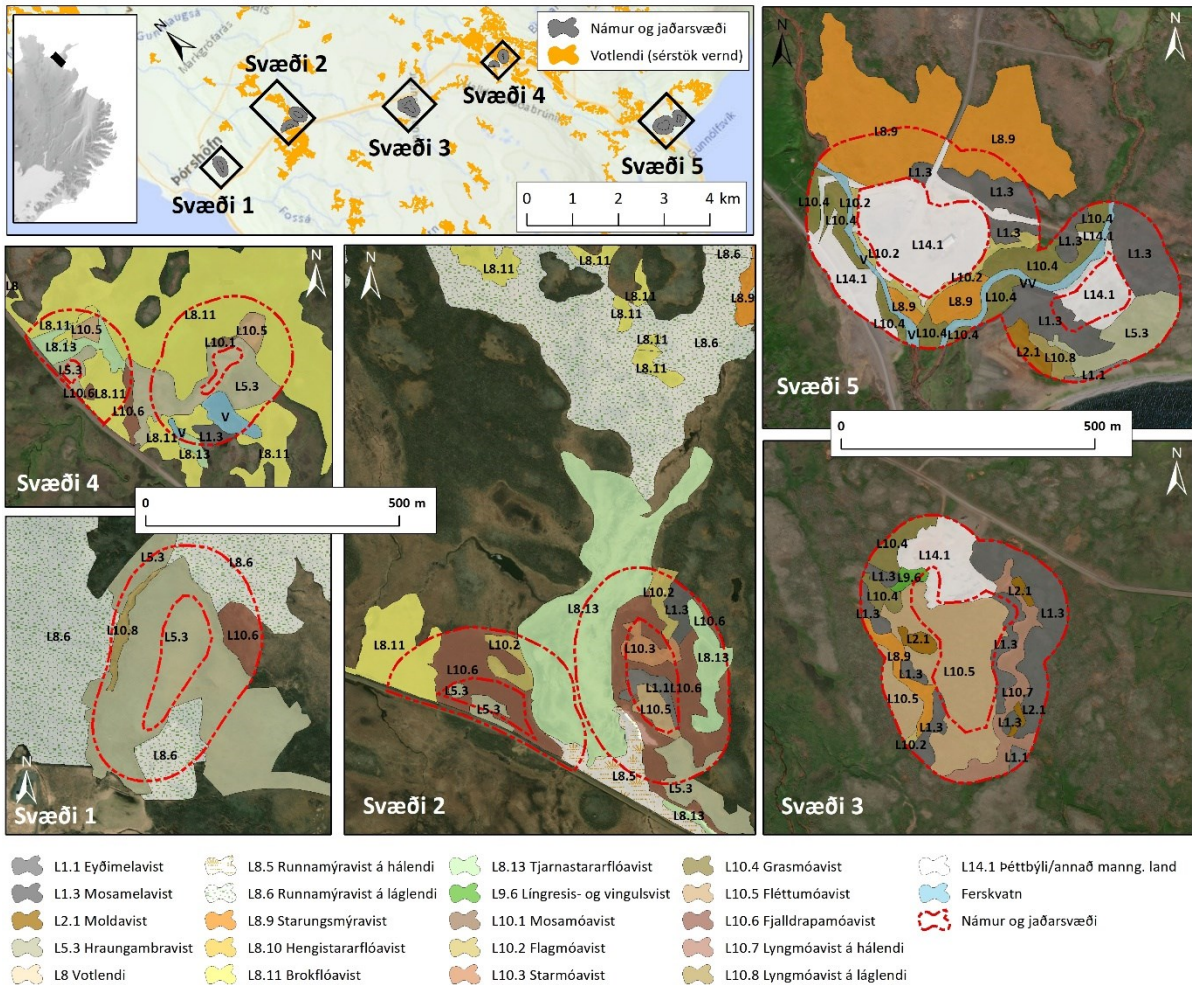 Námur og jaðarsvæði
Votlendi (sérstök vernd)
Markgrófarás
Svæði 2
Svæði 4
Svæði 3
Svæði 5
Svæði 1
Þórshöfn
Fossá
Gunnólfsvík
0 1 2 3 4 km
N
Svæði 4
L8
L8.11
L8.11
L10.5
L10.5
L8.13
L10.1
L5.3
L5.3
L10.6
L8.11
L10.6
L8.11
V
V
L1.3
L8.13
L8.11
N
0 500 m
Svæði 1
L5.3
L8.6
L8.6
L10.8
L5.3
L10.6
L8.6
N
Svæði 2
N
L8.11
L8.11
L8.6
L8.11
L8.9
L8.11
L8.6
L8.11
L8.13
L10.2
L1.3
L10.6
L8.11
L10.2
L10.3
L8.13
L10.6
L5.3
L1.1
L10.6
L5.3
L10.5
L8.5
L5.3
L8.13
Svæði 5
N
L8.9
L8.9
L1.3
L1.3
L10.4
L10.2
L10.4
L10.4
L14.1
L14.1
L1.3
L1.3
L1.3
L10.2
L10.4
V
L14.1
L10.2
VV
L14.1
L8.9
L8.9
L10.4
L1.3
L5.3
L10.4
V
L10.4
L10.4
L2.1
L10.8
L1.1
0 500 m
Svæði 3
N
L10.4
L14.1
L1.3
L9.6
L10.4
L2.1
L1.3
L1.3
L2.1
L1.3
L8.9
L1.3
L10.5
L10.5
L10.7
L2.1
L1.3
L1.3
L10.2
L1.1
L1.1 Eyðimelavist
L1.3 Mosamelavist
L2.1 Moldavist
L5.3 Hraungambravist
L8 Votlendi
L8.5 Runnamýravist á hálendi
L8.6 Runnamýravist á láglendi
L8.9 Starungsmýravist
L8.10 Hengistararflóavist
L8.11 Brokflóavist
L8.13 Tjarnastararflóavist
L9.6 Língresis- og vingulsvist
L10.1 Mosamóavist
L10.2 Flagmóavist
L10.3 Starmóavist
L10.4 Grasmóavist
L10.5 Fléttumóavist
L10.6 Fjalldrapamóavist
L10.7 Lyngmóavist á hálendi
L10.8 Lyngmóavist á láglendi
L14.1 Þéttbýli/annað manng. land
Ferskvatn
Námur og jaðarsvæði